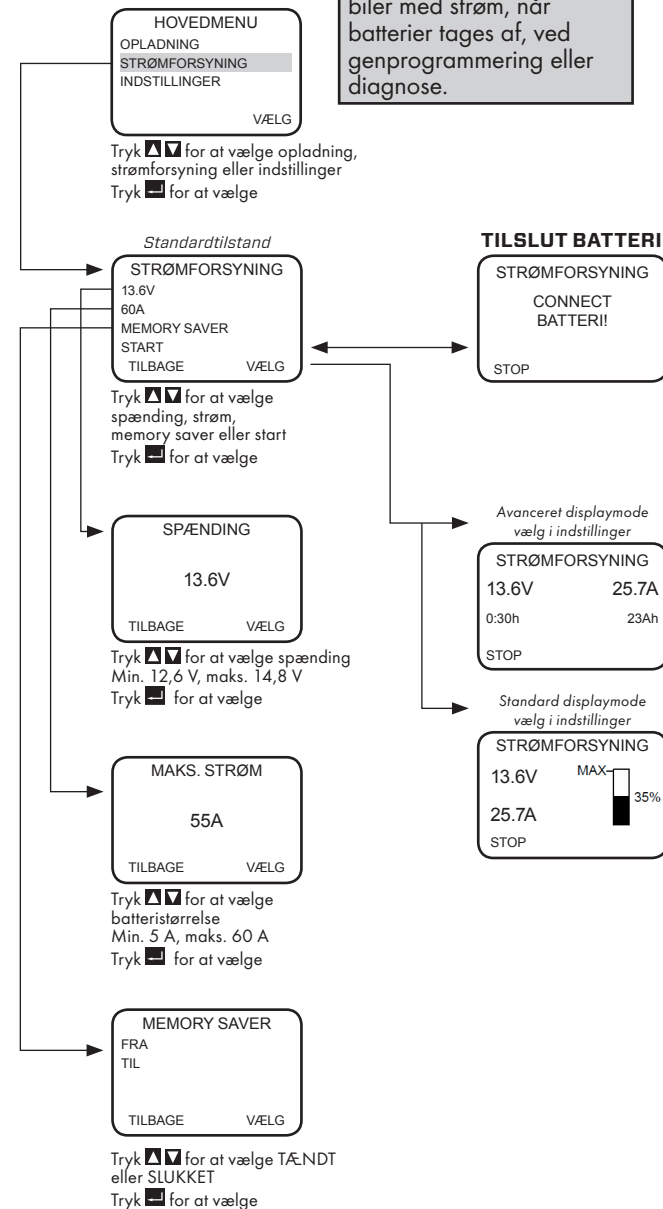 biler med strøm, når
batterier tages af, ved
genprogrammering eller
diagnose.
HOVEDMENU
OPLADNING
STRØMFORSYNING
INDSTILLINGER
VÆLG
Tryk for at vælge opladning,
strømforsyning eller indstillinger
Tryk for at vælge
Standardtilstand
STRØMFORSYNING
13.6V
60A
MEMORY SAVER
START
TILBAGE VÆLG
Tryk for at vælge
spænding, strøm,
memory saver eller start
Tryk for at vælge
TILSLUT BATTERI
STRØMFORSYNING
CONNECT
BATTERI!
STOP
SPÆNDING
13.6V
TILBAGE VÆLG
Tryk for at vælge spænding
Min. 12,6 V, maks. 14,8 V
Tryk for at vælge
Avanceret displaymode
vælg i indstillinger
STRØMFORSYNING
13.6V 25.7A
0:30h 23Ah
STOP
Standard displaymode
vælg i indstillinger
STRØMFORSYNING
13.6V MAX
35%
25.7A
STOP
MAKS. STRØM
55A
TILBAGE VÆLG
Tryk for at vælge
batteristørrelse
Min. 5 A, maks. 60 A
Tryk for at vælge
MEMORY SAVER
FRA
TIL
TILBAGE VÆLG
Tryk for at vælge TÆNDT
eller SLUKKET
Tryk for at vælge